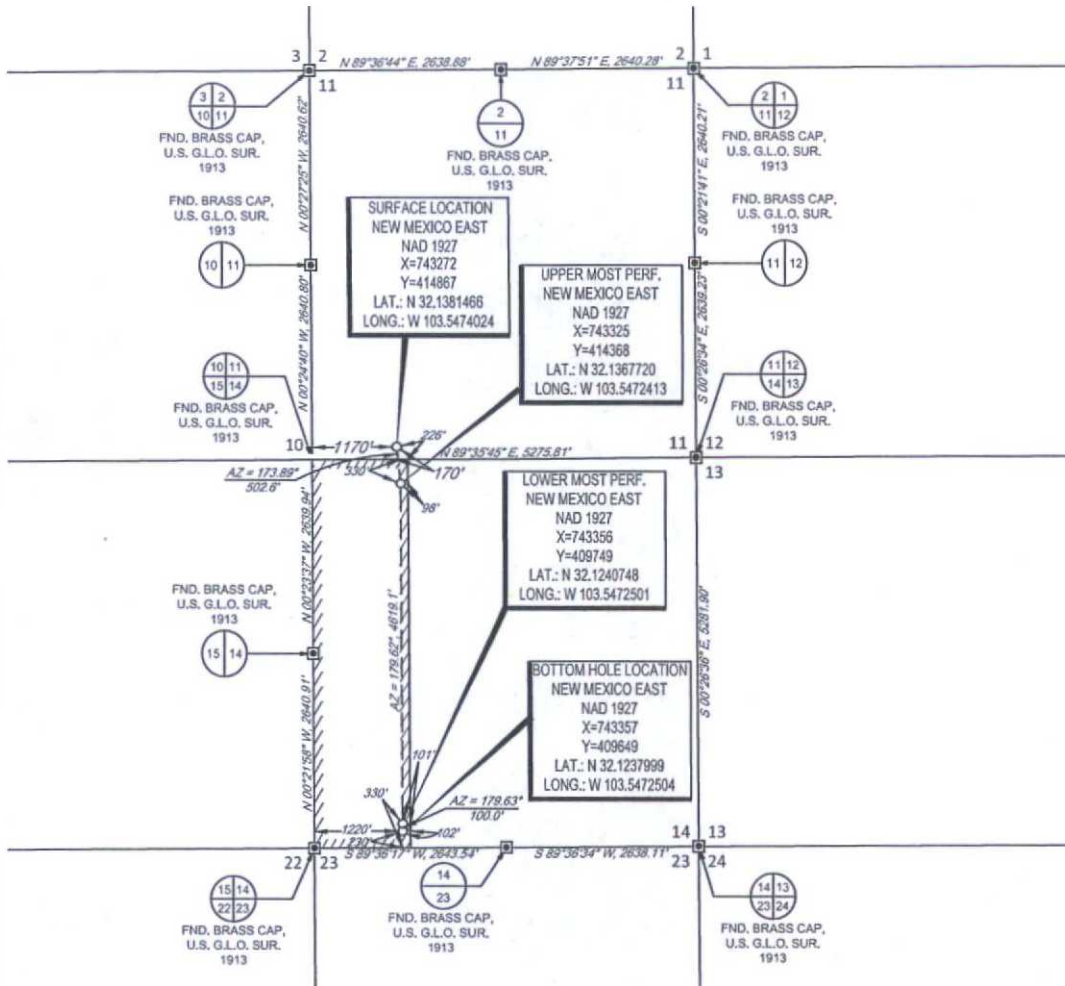 3
2
N 89°36'44" E, 2638.88'
N 89°37'51" E, 2640.28'
2
1
11
11
3 2
10 11
FND. BRASS CAP,
U.S. G.L.O. SUR.
1913
2
11
FND. BRASS CAP,
U.S. G.L.O. SUR.
1913
2 1
11 12
FND. BRASS CAP,
U.S. G.L.O. SUR.
1913
N 00°27'25" W, 2640.62'
S 00°21'41" E, 2640.21'
FND. BRASS CAP,
U.S. G.L.O. SUR.
1913
10 11
FND. BRASS CAP,
U.S. G.L.O. SUR.
1913
11 12
SURFACE LOCATION
NEW MEXICO EAST
NAD 1927
X=743272
Y=414867
LAT.: N 32.1381466
LONG.: W 103.5474024
UPPER MOST PERF.
NEW MEXICO EAST
NAD 1927
X=743325
Y=414368
LAT.: N 32.1367720
LONG.: W 103.5472413
N 00°24'40" W, 2640.80'
S 00°26'34" E, 2639.23'
10 11
15 14
FND. BRASS CAP,
U.S. G.L.O. SUR.
1913
11 12
14 13
FND. BRASS CAP,
U.S. G.L.O. SUR.
1913
10
1170'
226'
N 89°35'45" E, 5275.81'
11
12
13
AZ = 173.89°
502.6'
330'
170'
98'
LOWER MOST PERF.
NEW MEXICO EAST
NAD 1927
X=743356
Y=409749
LAT.: N 32.1240748
LONG.: W 103.5472501
N 00°23'37" W, 2639.94'
FND. BRASS CAP,
U.S. G.L.O. SUR.
1913
15 14
AZ = 179.62°, 4619.1'
S 00°26'36" E, 5281.90'
BOTTOM HOLE LOCATION
NEW MEXICO EAST
NAD 1927
X=743357
Y=409649
LAT.: N 32.1237999
LONG.: W 103.5472504
N 00°21'58" W, 2640.91'
101'
330'
AZ = 179.63°
100.0'
1220'
102'
230'
14
13
22
23
S 89°36'17" W, 2643.54'
S 89°36'34" W, 2638.11'
23
24
15 14
22 23
FND. BRASS CAP,
U.S. G.L.O. SUR.
1913
14
23
FND. BRASS CAP,
U.S. G.L.O. SUR.
1913
14 13
23 24
FND. BRASS CAP,
U.S. G.L.O. SUR.
1913